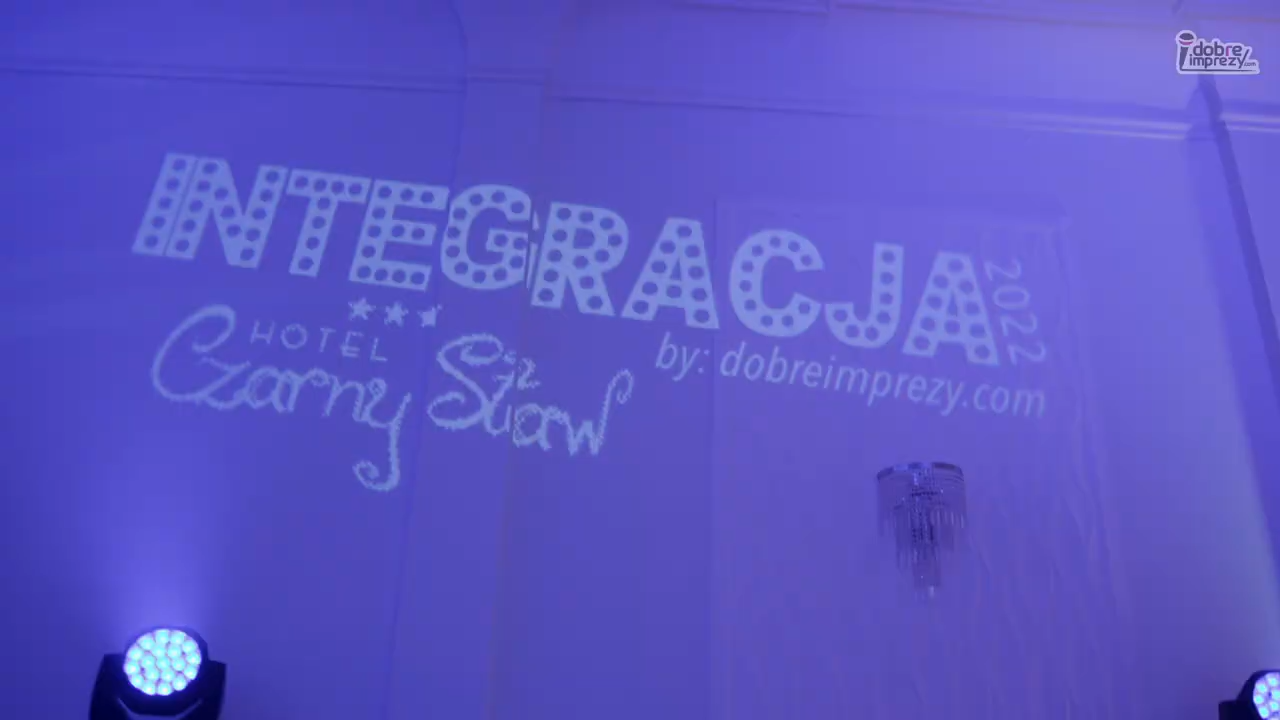 INTEGRACJA
2022
by: dobreimprezy.com
HOTEL
Czarny Staw
dobre
imprezy.com